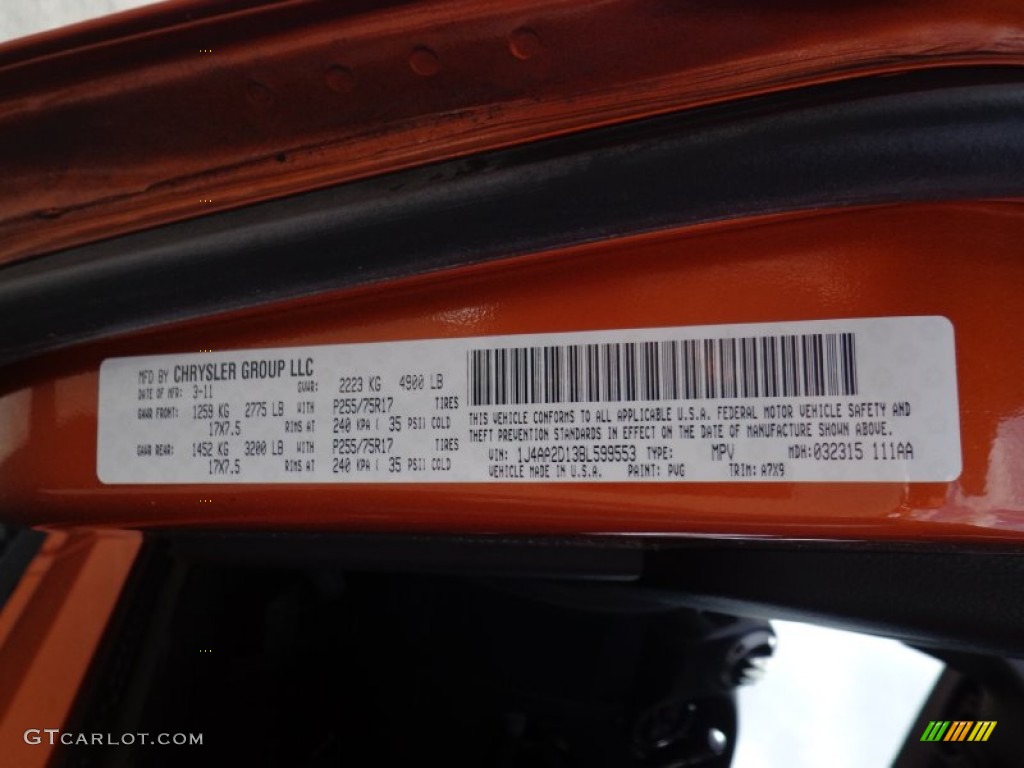 MFD BY CHRYSLER GROUP LLC
DATE OF MFR: 3-11 GVWR: 2223 KG 4900 LB
GAWR FRONT: 1259 KG 2775 LB WITH P255/75R17 TIRES
17X7.5 RIMS AT 240 KPA ( 35 PSI) COLD
GAWR REAR: 1452 KG 3200 LB WITH P255/75R17 TIRES
17X7.5 RIMS AT 240 KPA ( 35 PSI) COLD
THIS VEHICLE CONFORMS TO ALL APPLICABLE U.S.A. FEDERAL MOTOR VEHICLE SAFETY AND
THEFT PREVENTION STANDARDS IN EFFECT ON THE DATE OF MANUFACTURE SHOWN ABOVE.
VIN: 1J4AA2D13BL599553 TYPE: MPV MDH:032315 111AA
VEHICLE MADE IN U.S.A. PAINT: PVG TRIM: A7X9
GTCARLOT.COM